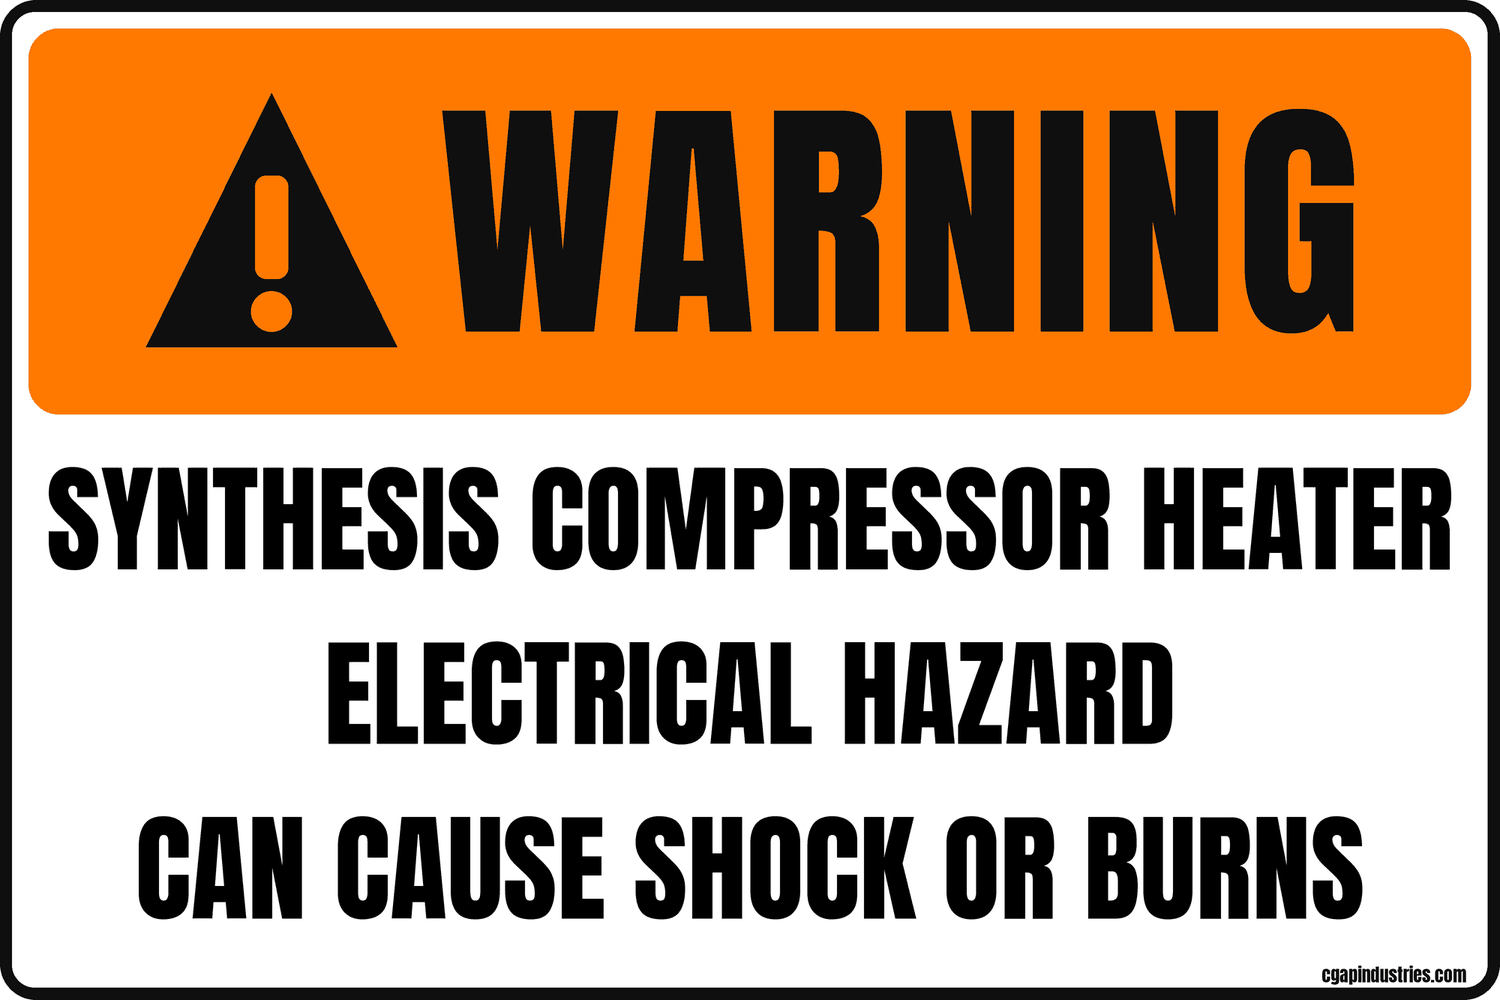 WARNING
SYNTHESIS COMPRESSOR HEATER
ELECTRICAL HAZARD
CAN CAUSE SHOCK OR BURNS
cgapindustries.com